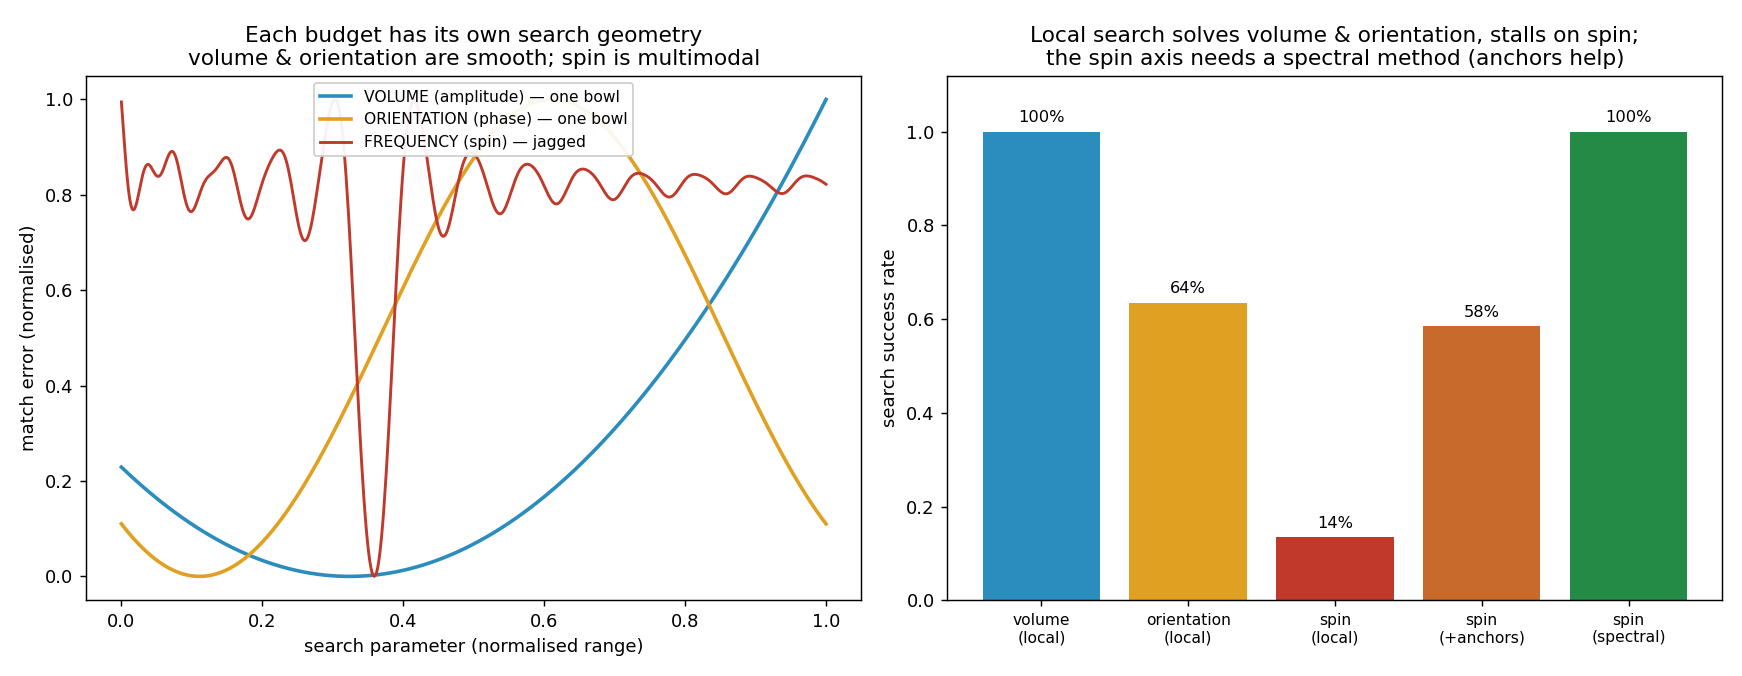 Each budget has its own search geometry
volume & orientation are smooth; spin is multimodal
VOLUME (amplitude) — one bowl
ORIENTATION (phase) — one bowl
FREQUENCY (spin) — jagged
match error (normalised)
1.0
0.8
0.6
0.4
0.2
0.0
0.0 0.2 0.4 0.6 0.8 1.0
search parameter (normalised range)
Local search solves volume & orientation, stalls on spin;
the spin axis needs a spectral method (anchors help)
search success rate
1.0
0.8
0.6
0.4
0.2
0.0
100% 64% 14% 58% 100%
volume orientation spin spin spin
(local) (local) (local) (+anchors) (spectral)